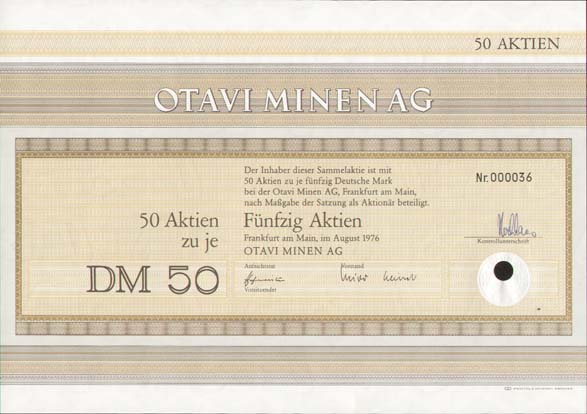 50 AKTIEN
OTAVI MINEN AG
Der Inhaber dieser Sammelaktie ist mit
50 Aktien zu je fünfzig Deutsche Mark
bei der Otavi Minen AG, Frankfurt am Main,
nach Maßgabe der Satzung als Aktionär beteiligt.
Nr.000036
50 Aktien
zu je
DM 50
Fünfzig Aktien
Frankfurt am Main, im August 1976
OTAVI MINEN AG
Kontrollunterschrift
Aufsichtsrat
Vorstand
Vorsitzender